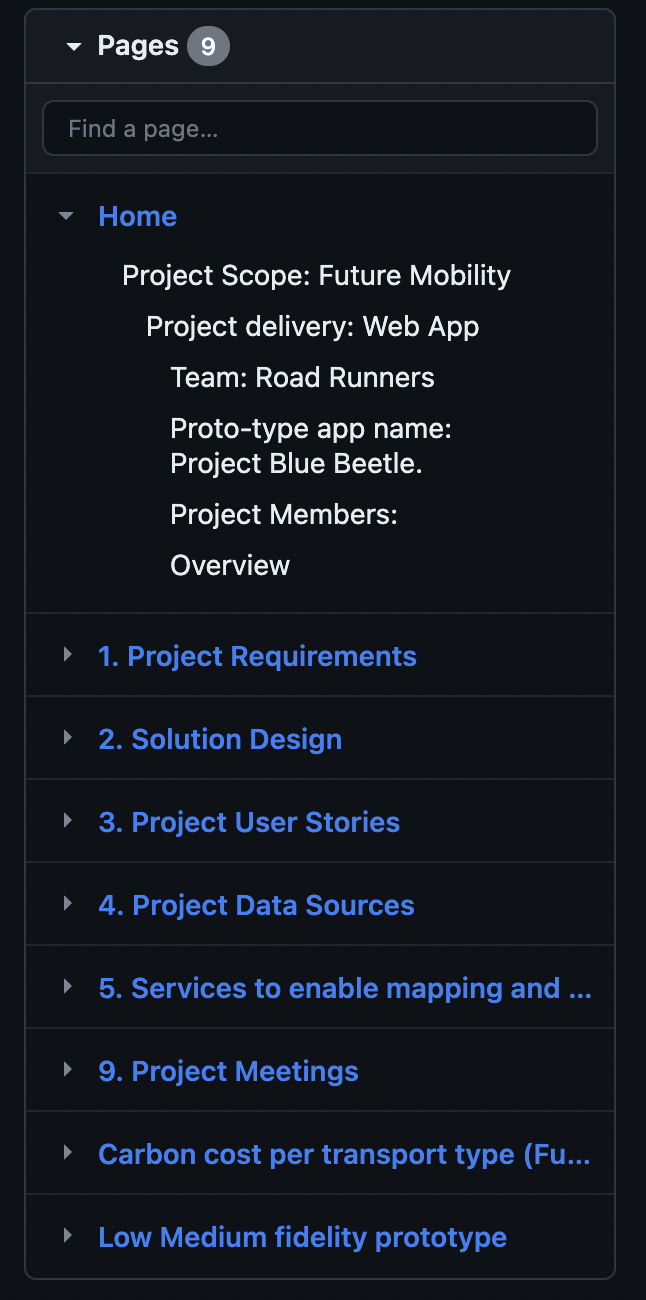 Pages 9
Find a page...
Home
Project Scope: Future Mobility
Project delivery: Web App
Team: Road Runners
Proto-type app name:
Project Blue Beetle.
Project Members:
Overview
1. Project Requirements
2. Solution Design
3. Project User Stories
4. Project Data Sources
5. Services to enable mapping and ...
9. Project Meetings
Carbon cost per transport type (Fu...
Low Medium fidelity prototype